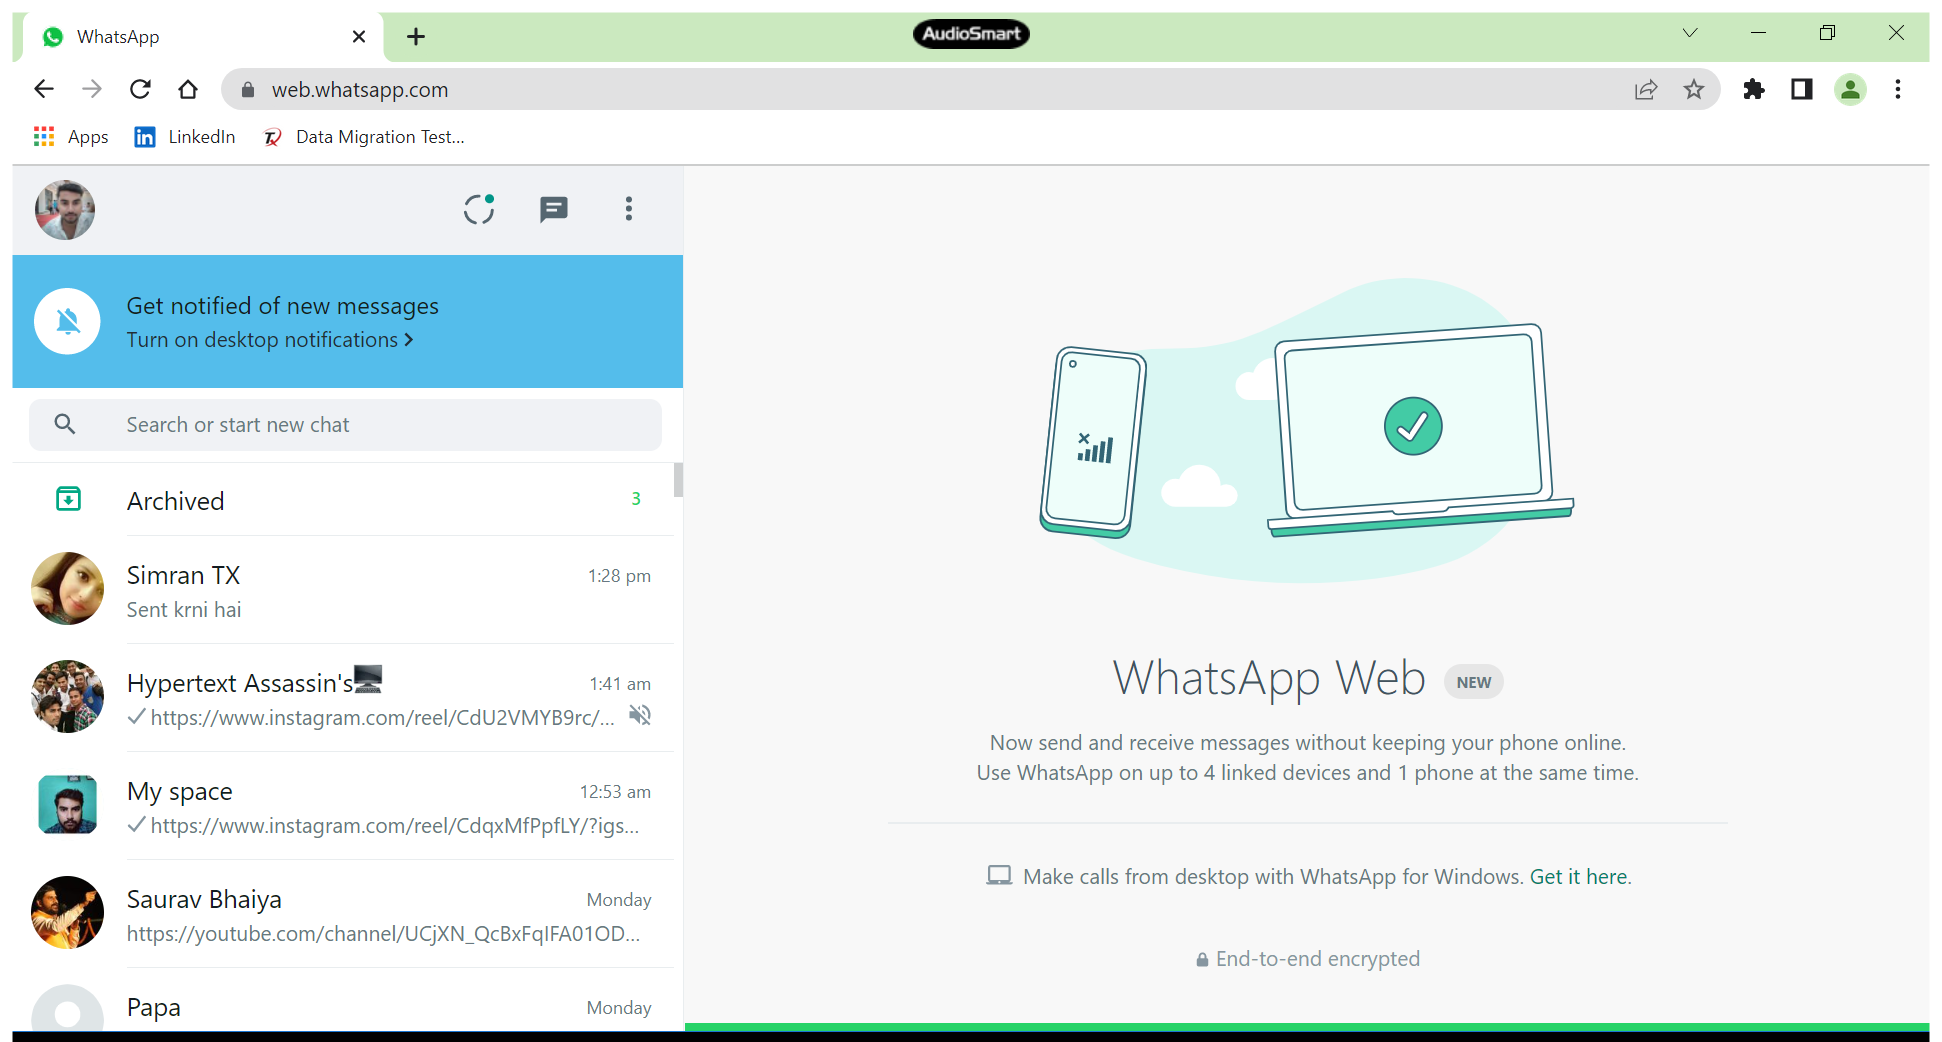 WhatsApp
AudioSmart
web.whatsapp.com
Apps
LinkedIn
Data Migration Test...
Get notified of new messages
Turn on desktop notifications
Search or start new chat
Archived
3
Simran TX
1:28 pm
Sent krni hai
Hypertext Assassin's
1:41 am
https://www.instagram.com/reel/CdU2VMYB9rc/...
My space
12:53 am
https://www.instagram.com/reel/CdqxMfPpfLY/?igs...
Saurav Bhaiya
Monday
https://youtube.com/channel/UCjXN_QcBxFqIFA01OD...
Papa
Monday
WhatsApp Web
NEW
Now send and receive messages without keeping your phone online.
Use WhatsApp on up to 4 linked devices and 1 phone at the same time.
Make calls from desktop with WhatsApp for Windows. Get it here.
End-to-end encrypted